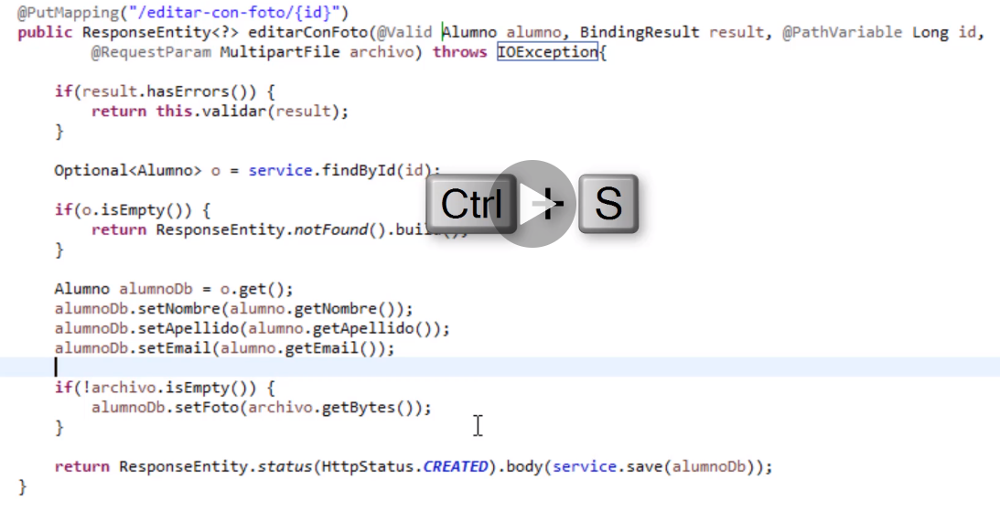 @PutMapping("/editar-con-foto/{id}")
public ResponseEntity<?> editarConFoto(@Valid Alumno alumno, BindingResult result, @PathVariable Long id,
@RequestParam MultipartFile archivo) throws IOException{
if(result.hasErrors()) {
return this.validar(result);
}
Optional<Alumno> o = service.findById(id);
if(o.isEmpty()) {
return ResponseEntity.notFound().build();
}
Ctrl + S
Alumno alumnoDb = o.get();
alumnoDb.setNombre(alumno.getNombre());
alumnoDb.setApellido(alumno.getApellido());
alumnoDb.setEmail(alumno.getEmail());
if(!archivo.isEmpty()) {
alumnoDb.setFoto(archivo.getBytes());
}
return ResponseEntity.status(HttpStatus.CREATED).body(service.save(alumnoDb));
}